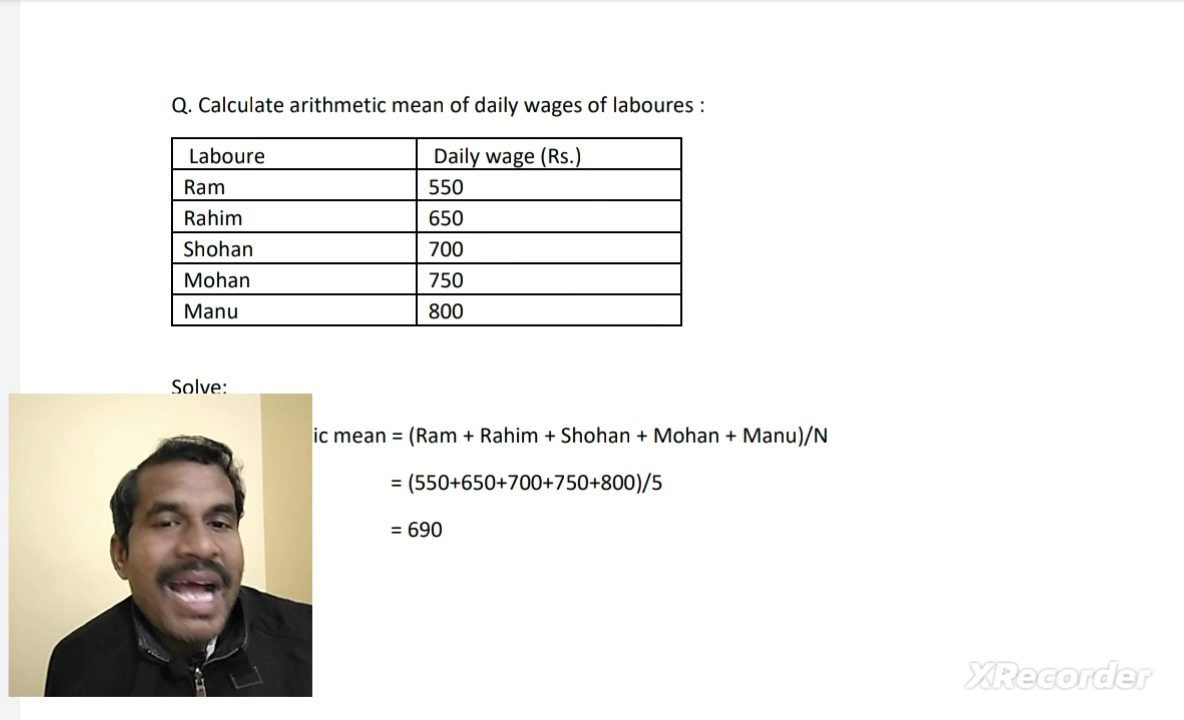 Q. Calculate arithmetic mean of daily wages of laboures :
Laboure Daily wage (Rs.)
Ram 550
Rahim 650
Shohan 700
Mohan 750
Manu 800
Solve:
ic mean = (Ram + Rahim + Shohan + Mohan + Manu)/N
= (550+650+700+750+800)/5
= 690
XRecorder